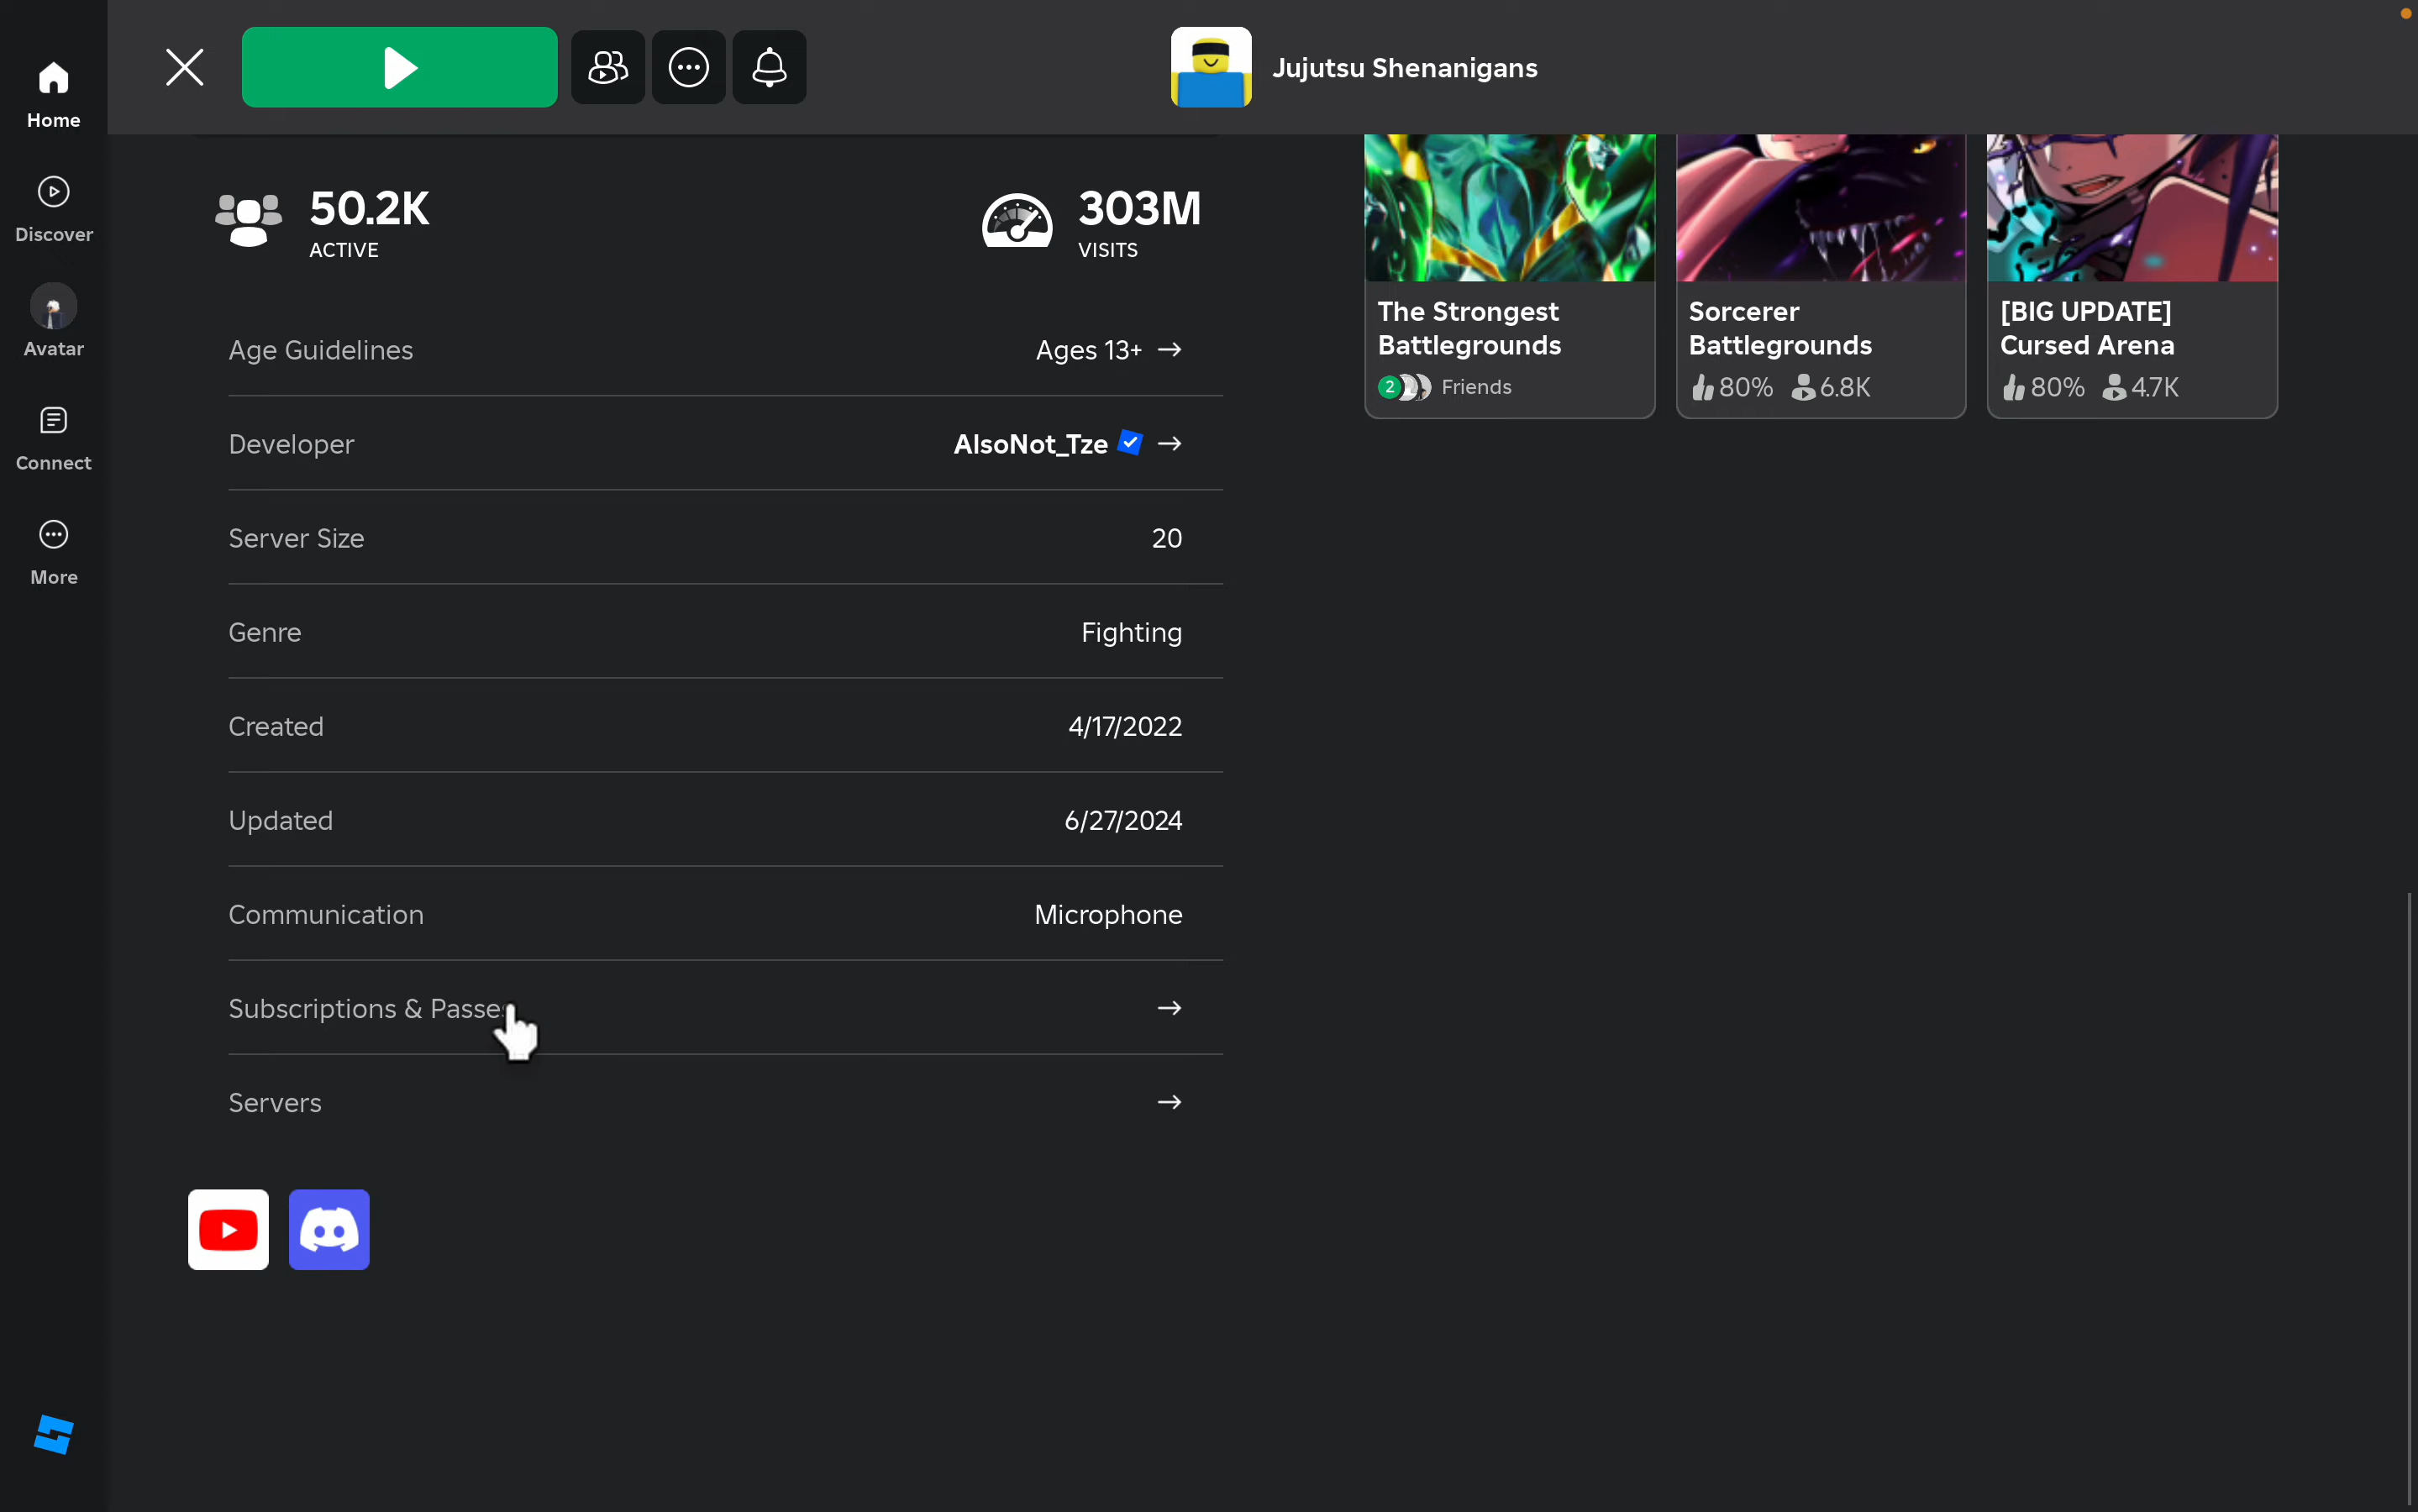 Home
Discover
Avatar
Connect
More
Jujutsu Shenanigans
50.2K
ACTIVE
303M
VISITS
Age Guidelines
Ages 13+
Developer
AlsoNot_Tze
Server Size
20
Genre
Fighting
Created
4/17/2022
Updated
6/27/2024
Communication
Microphone
Subscriptions & Passes
Servers
The Strongest
Battlegrounds
2
Friends
Sorcerer
Battlegrounds
80%
6.8K
[BIG UPDATE]
Cursed Arena
80%
4.7K